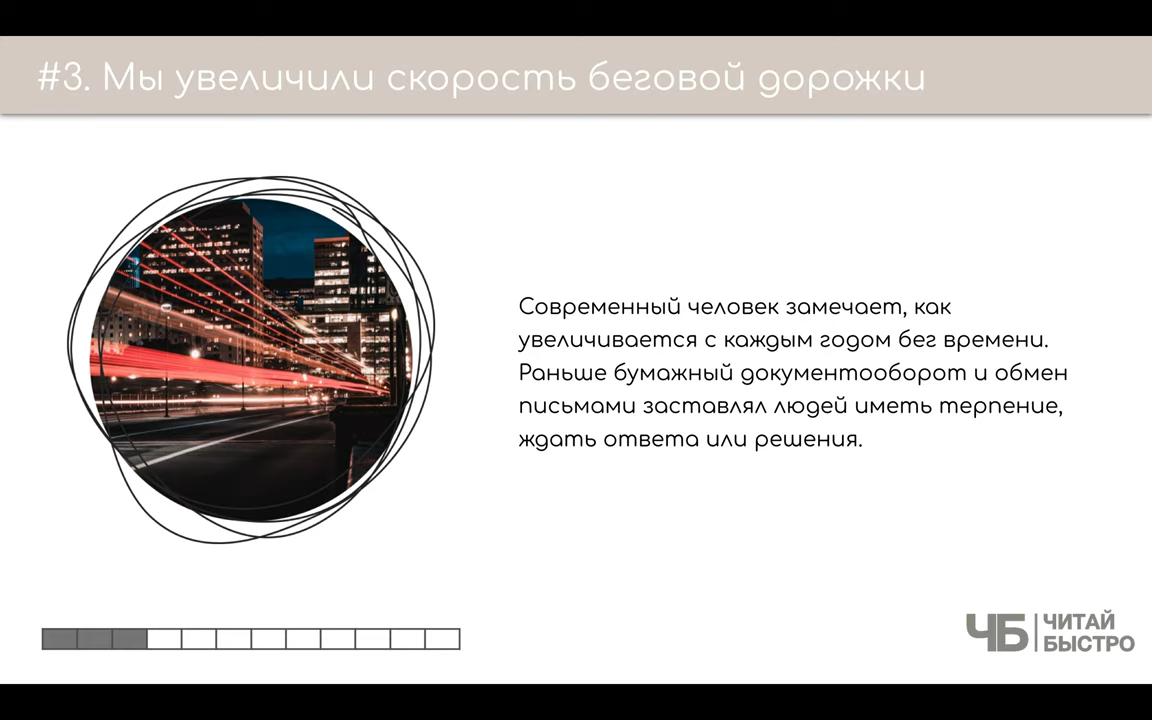 #3. Мы увеличили скорость беговой дорожки
Современный человек замечает, как
увеличивается с каждым годом бег времени.
Раньше бумажный документооборот и обмен
письмами заставлял людей иметь терпение,
ждать ответа или решения.
ЧБ
ЧИТАЙ
БЫСТРО